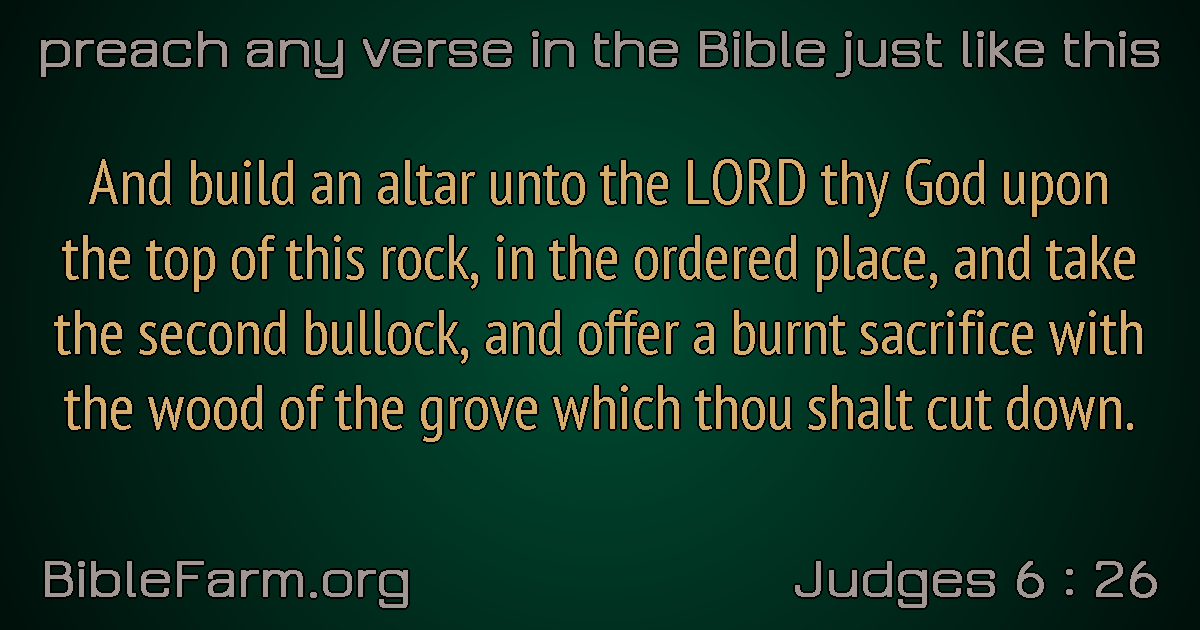 preach any verse in the Bible just like this
And build an altar unto the LORD thy God upon
the top of this rock, in the ordered place, and take
the second bullock, and offer a burnt sacrifice with
the wood of the grove which thou shalt cut down.
BibleFarm.org
Judges 6 : 26